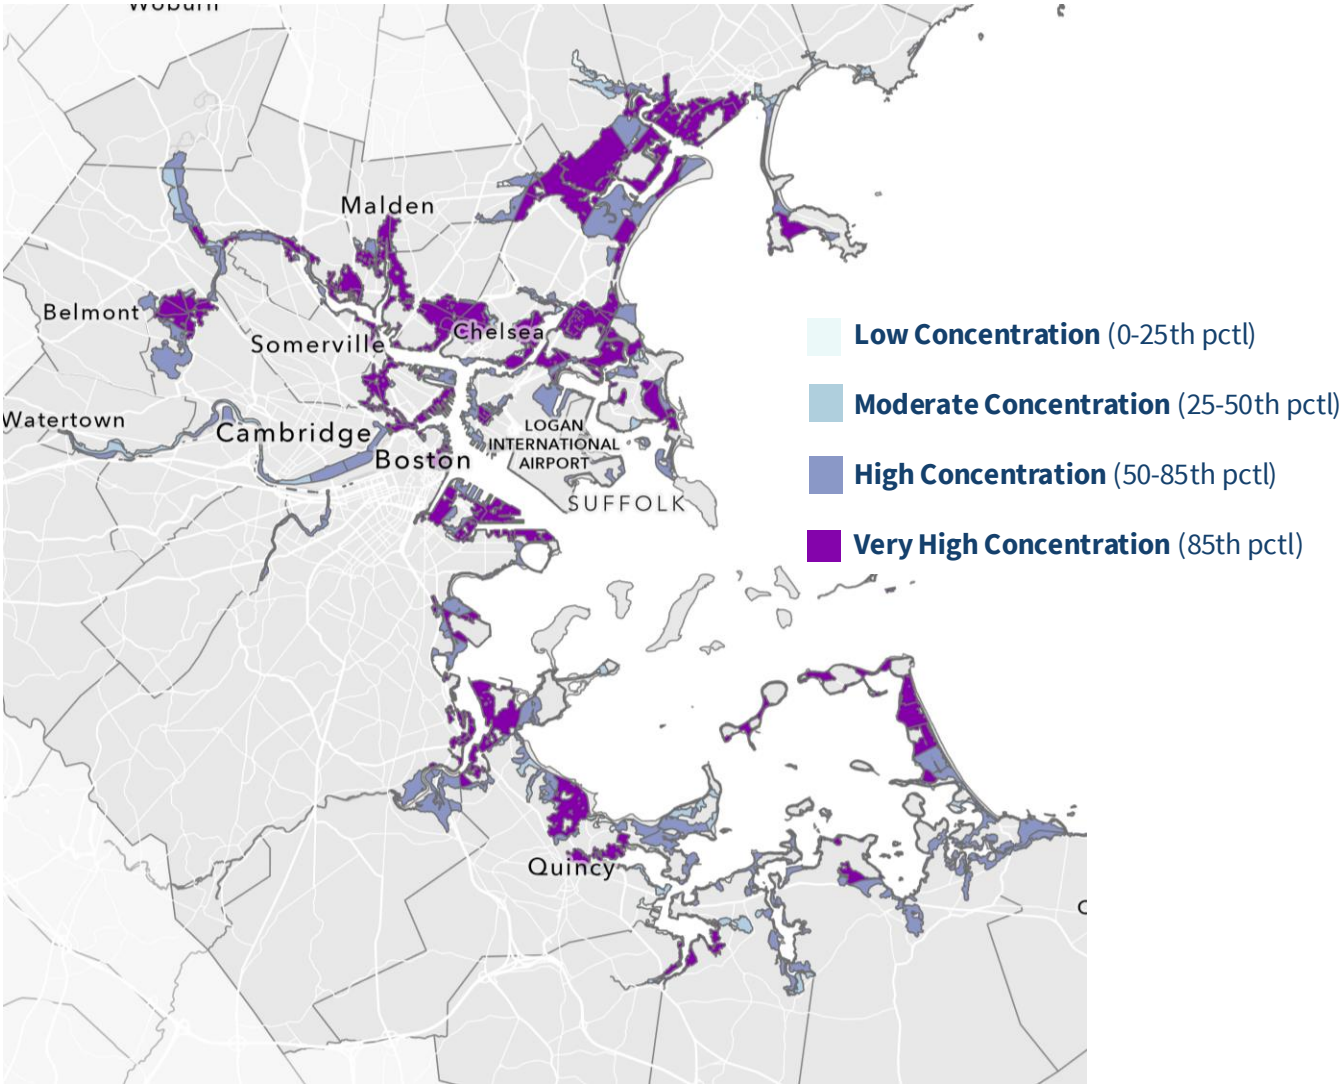 Woburn
Malden
Belmont
Chelsea
Somerville
Low Concentration (0-25th pctl)
Moderate Concentration (25-50th pctl)
High Concentration (50-85th pctl)
Very High Concentration (85th pctl)
Watertown
Cambridge
LOGAN
INTERNATIONAL
AIRPORT
Boston
SUFFOLK
Quincy